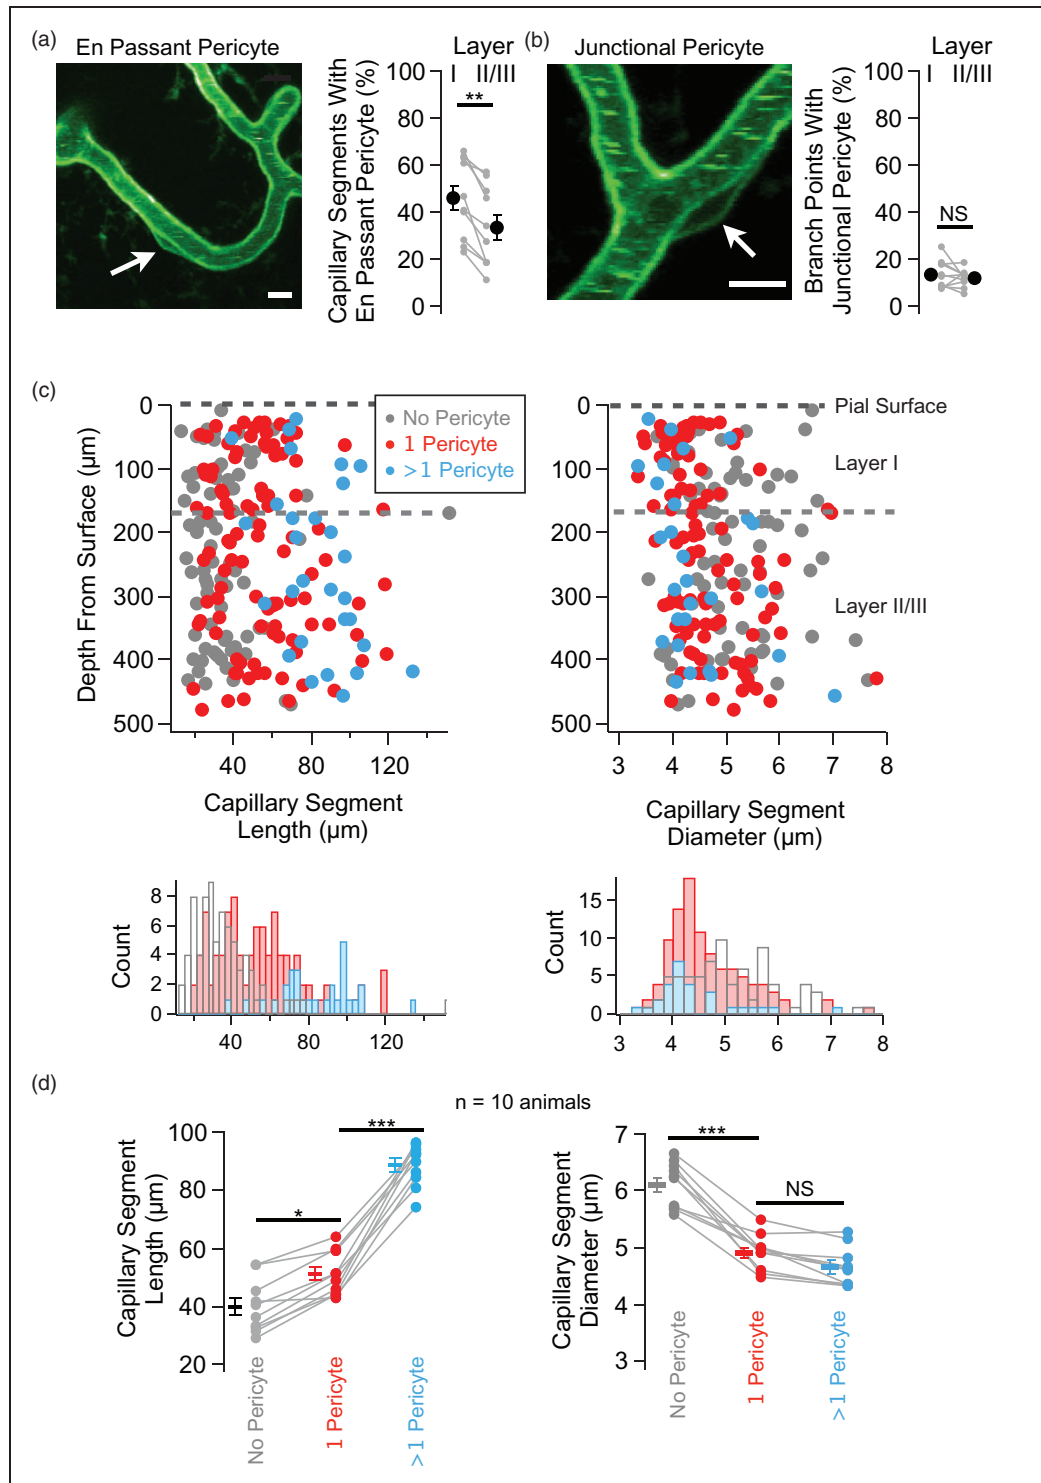 (a)
En Passant Pericyte
Capillary Segments With
En Passant Pericyte (%)
Layer
I II/III
100
80
60
40
20
0
**
(b)
Junctional Pericyte
Branch Points With
Junctional Pericyte (%)
Layer
I II/III
100
80
60
40
20
0
NS
(c)
Depth From Surface (µm)
0
100
200
300
400
500
No Pericyte
1 Pericyte
>1 Pericyte
40 80 120
Capillary Segment
Length (µm)
0
100
200
300
400
500
Pial Surface
Layer I
Layer II/III
3 4 5 6 7 8
Capillary Segment
Diameter (µm)
Count
8
6
4
2
0
40 80 120
Count
15
10
5
0
3 4 5 6 7 8
(d)
n = 10 animals
Capillary Segment
Length (µm)
100
80
60
40
20
*
***
No Pericyte
1 Pericyte
>1 Pericyte
Capillary Segment
Diameter (µm)
7
6
5
4
3
***
NS
No Pericyte
1 Pericyte
>1 Pericyte